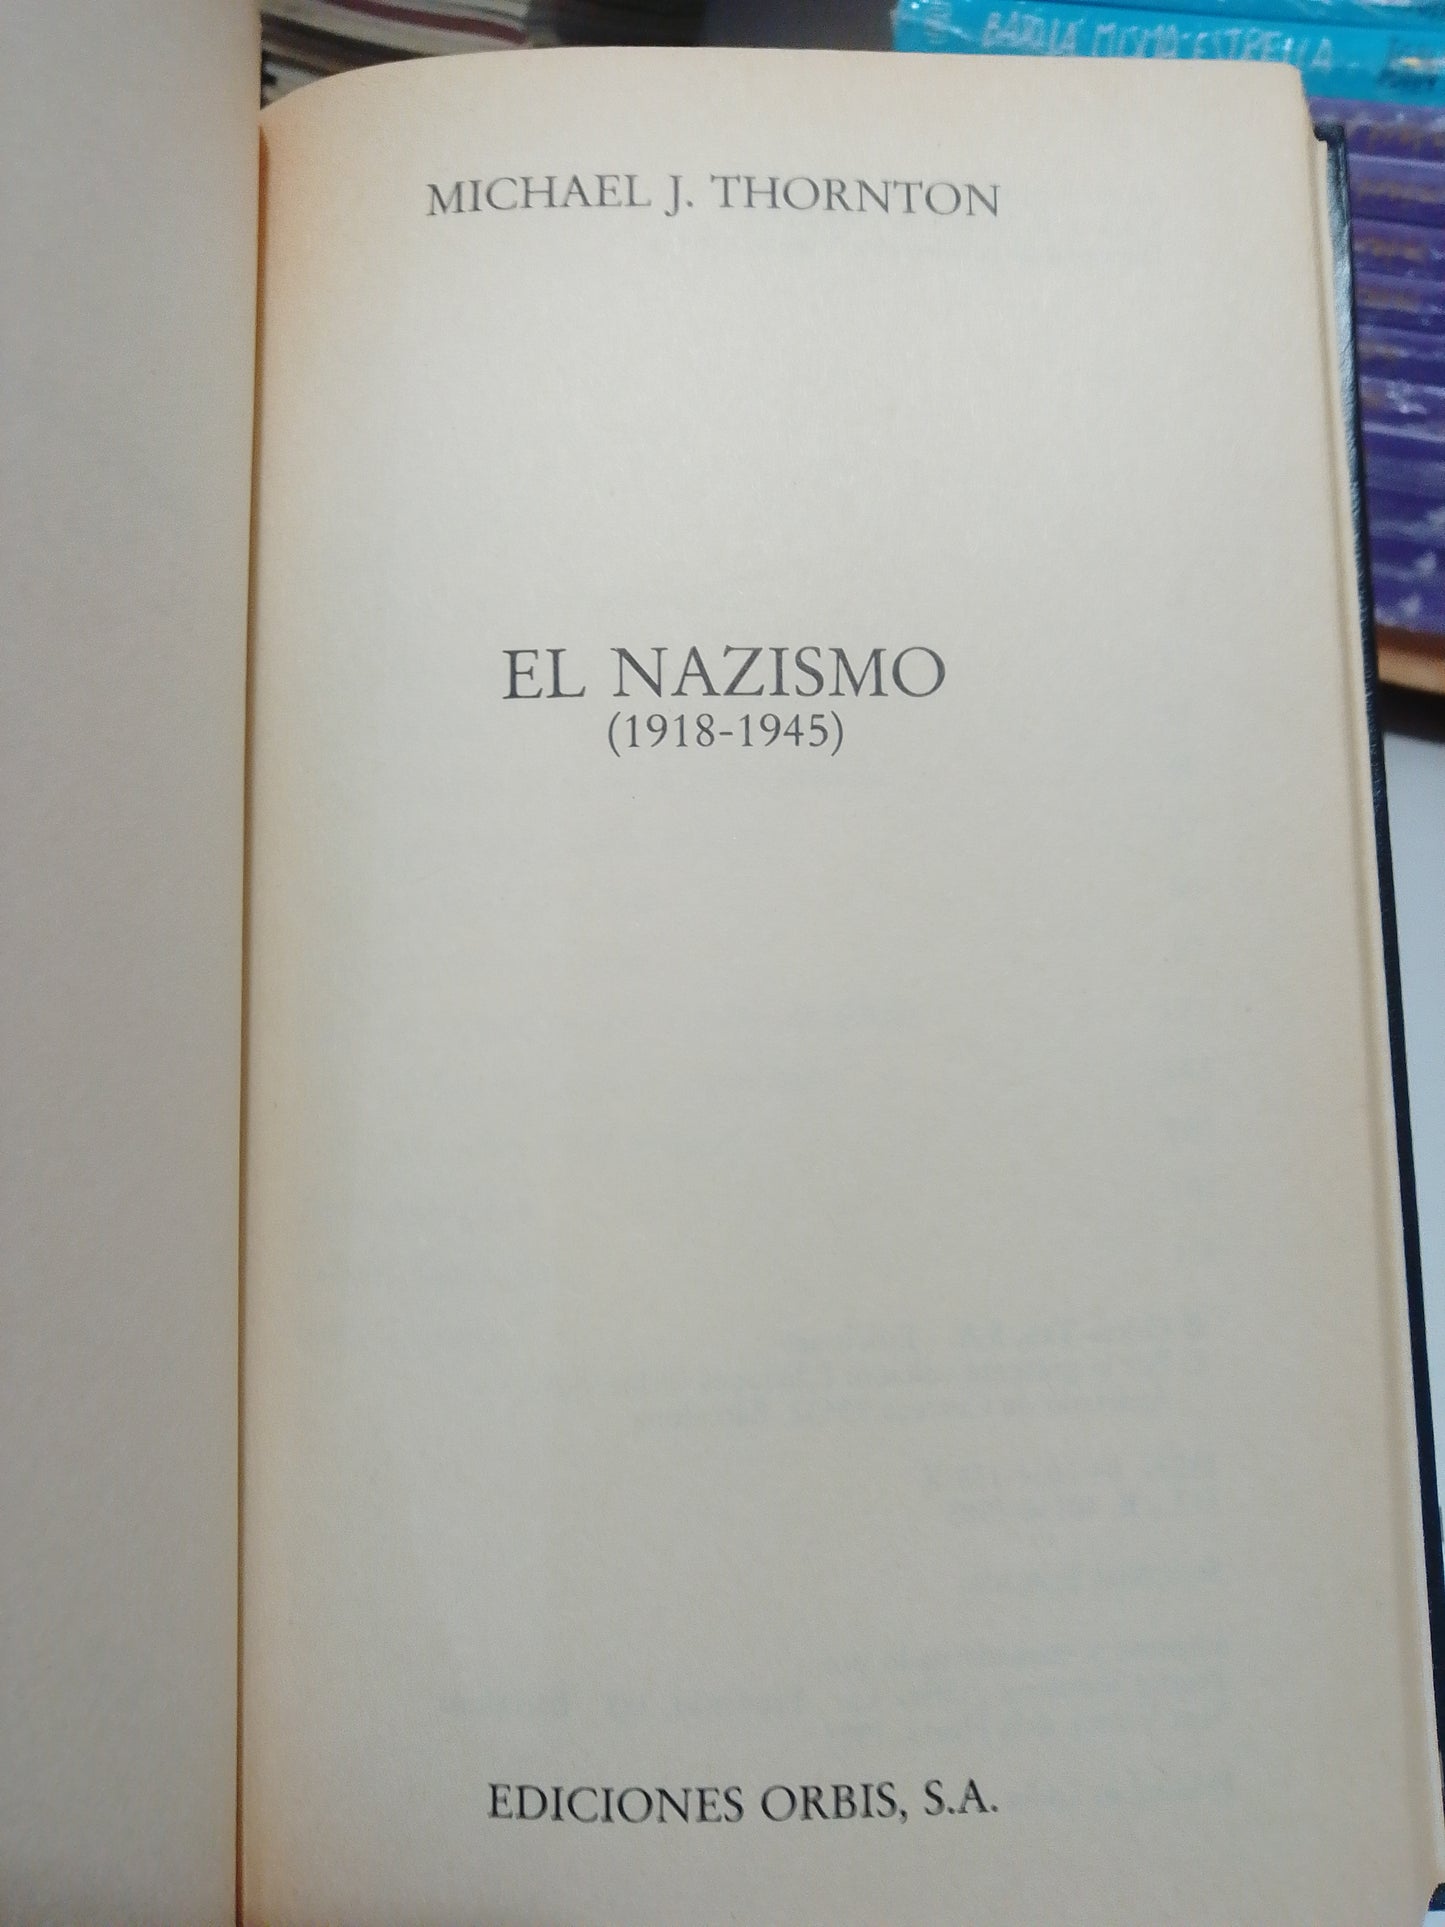 MICHAEL J. THORNTON
EL NAZISMO
(1918-1945)
EDICIONES ORBIS, S.A.